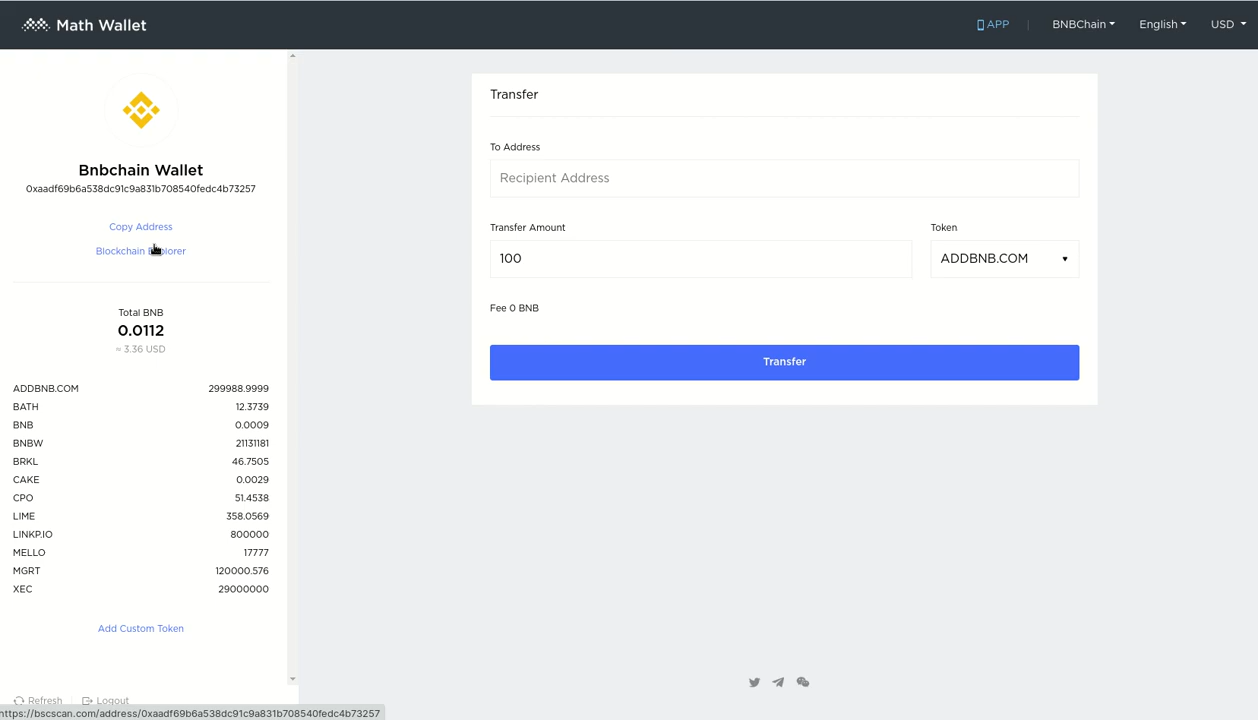 Math Wallet
APP
BNBChain
English
USD
Bnbchain Wallet
0xaadf69b6a538dc91c9a831b708540fedc4b73257
Copy Address
Blockchain Explorer
Total BNB
0.0112
≈ 3.36 USD
ADDBNB.COM 299988.9999
BATH 12.3739
BNB 0.0009
BNBW 21131181
BRKL 46.7505
CAKE 0.0029
CPO 51.4538
LIME 358.0569
LINKP.IO 800000
MELLO 17777
MGRT 120000.576
XEC 29000000
Add Custom Token
Refresh
Logout
https://bscscan.com/address/0xaadf69b6a538dc91c9a831b708540fedc4b73257
Transfer
To Address
Recipient Address
Transfer Amount
Token
100
ADDBNB.COM
Fee 0 BNB
Transfer